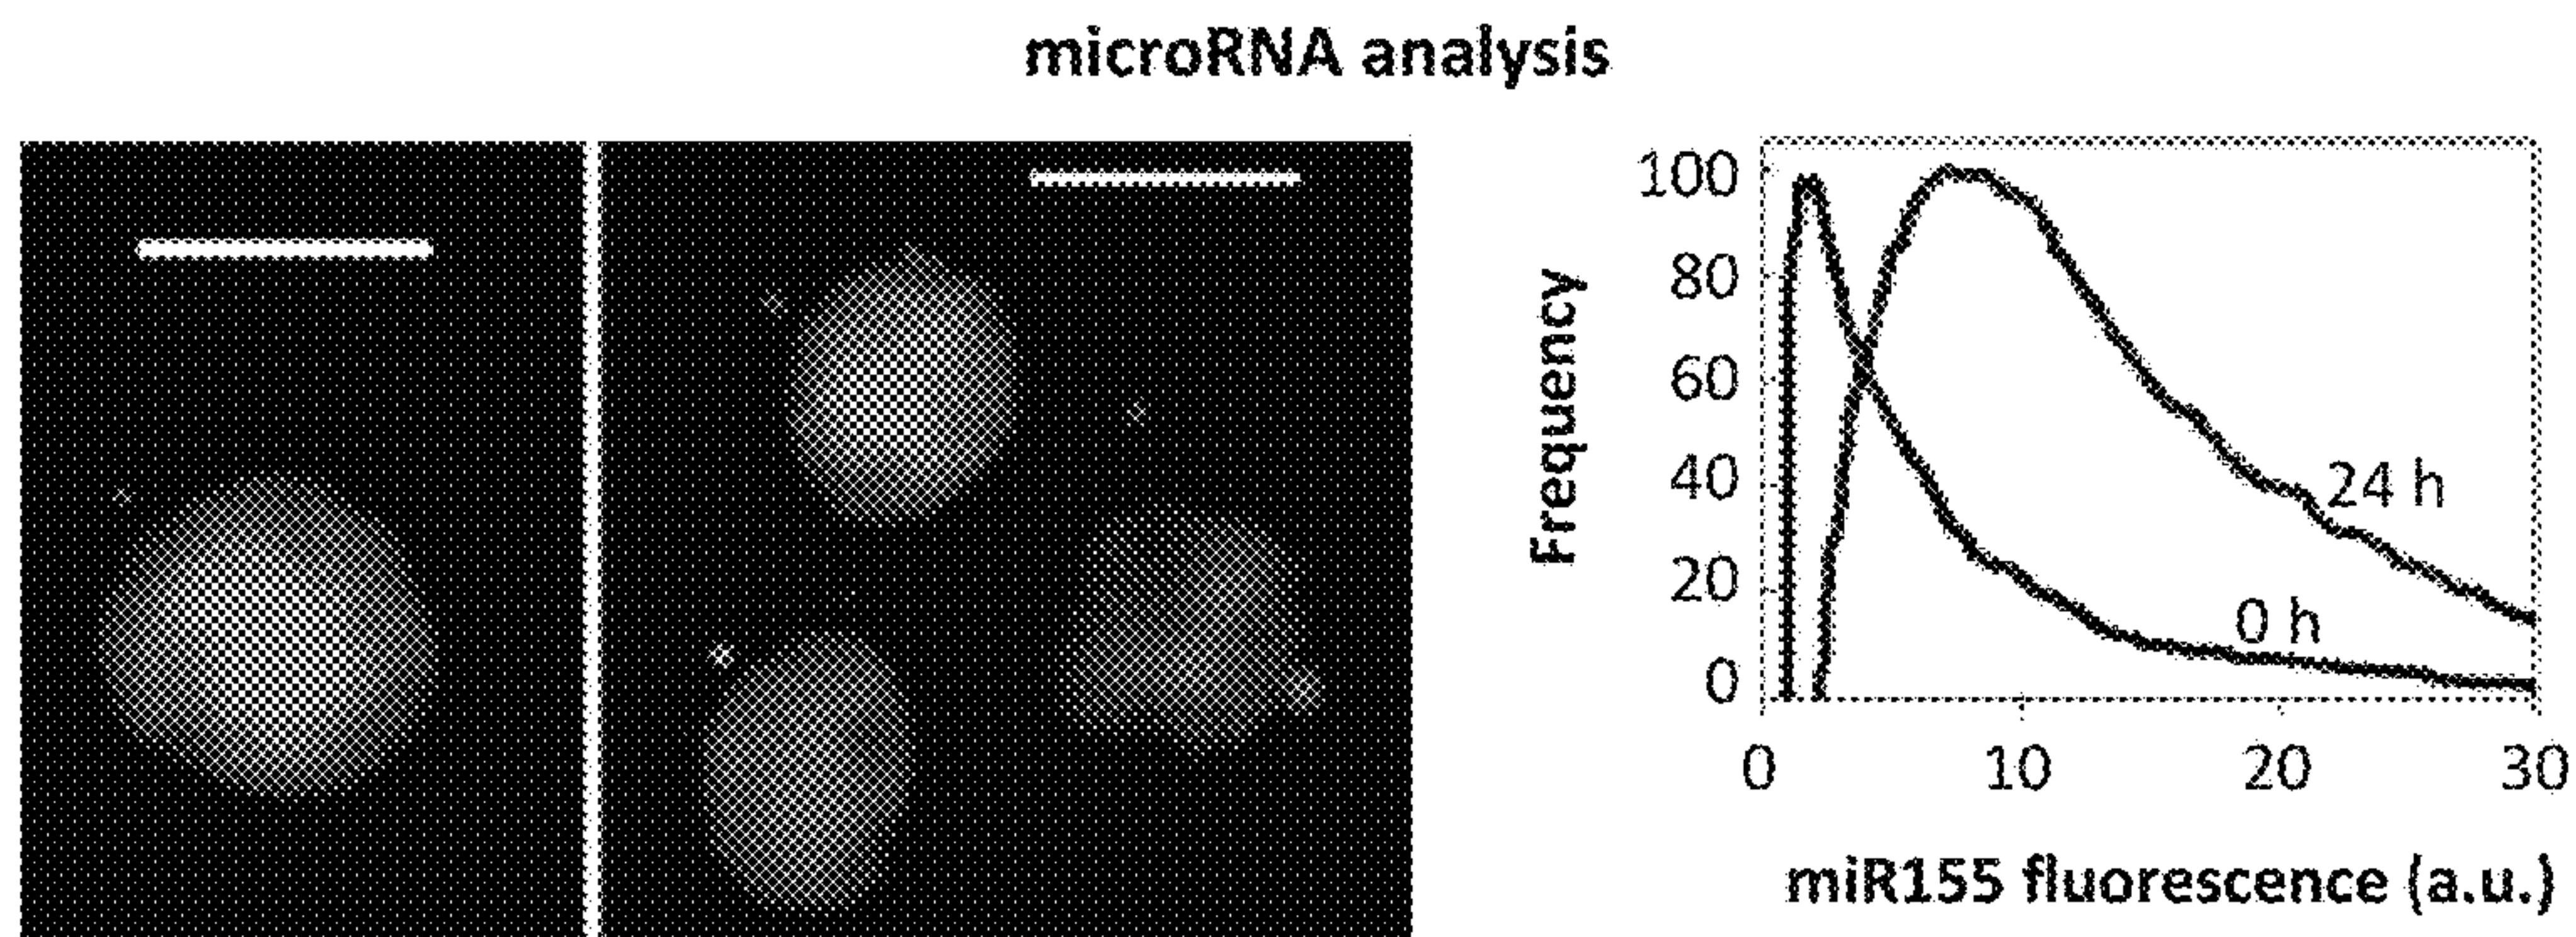 microRNA analysis
Frequency
100
80
60
40
20
0
24 h
0 h
0 10 20 30
miR155 fluorescence (a.u.)